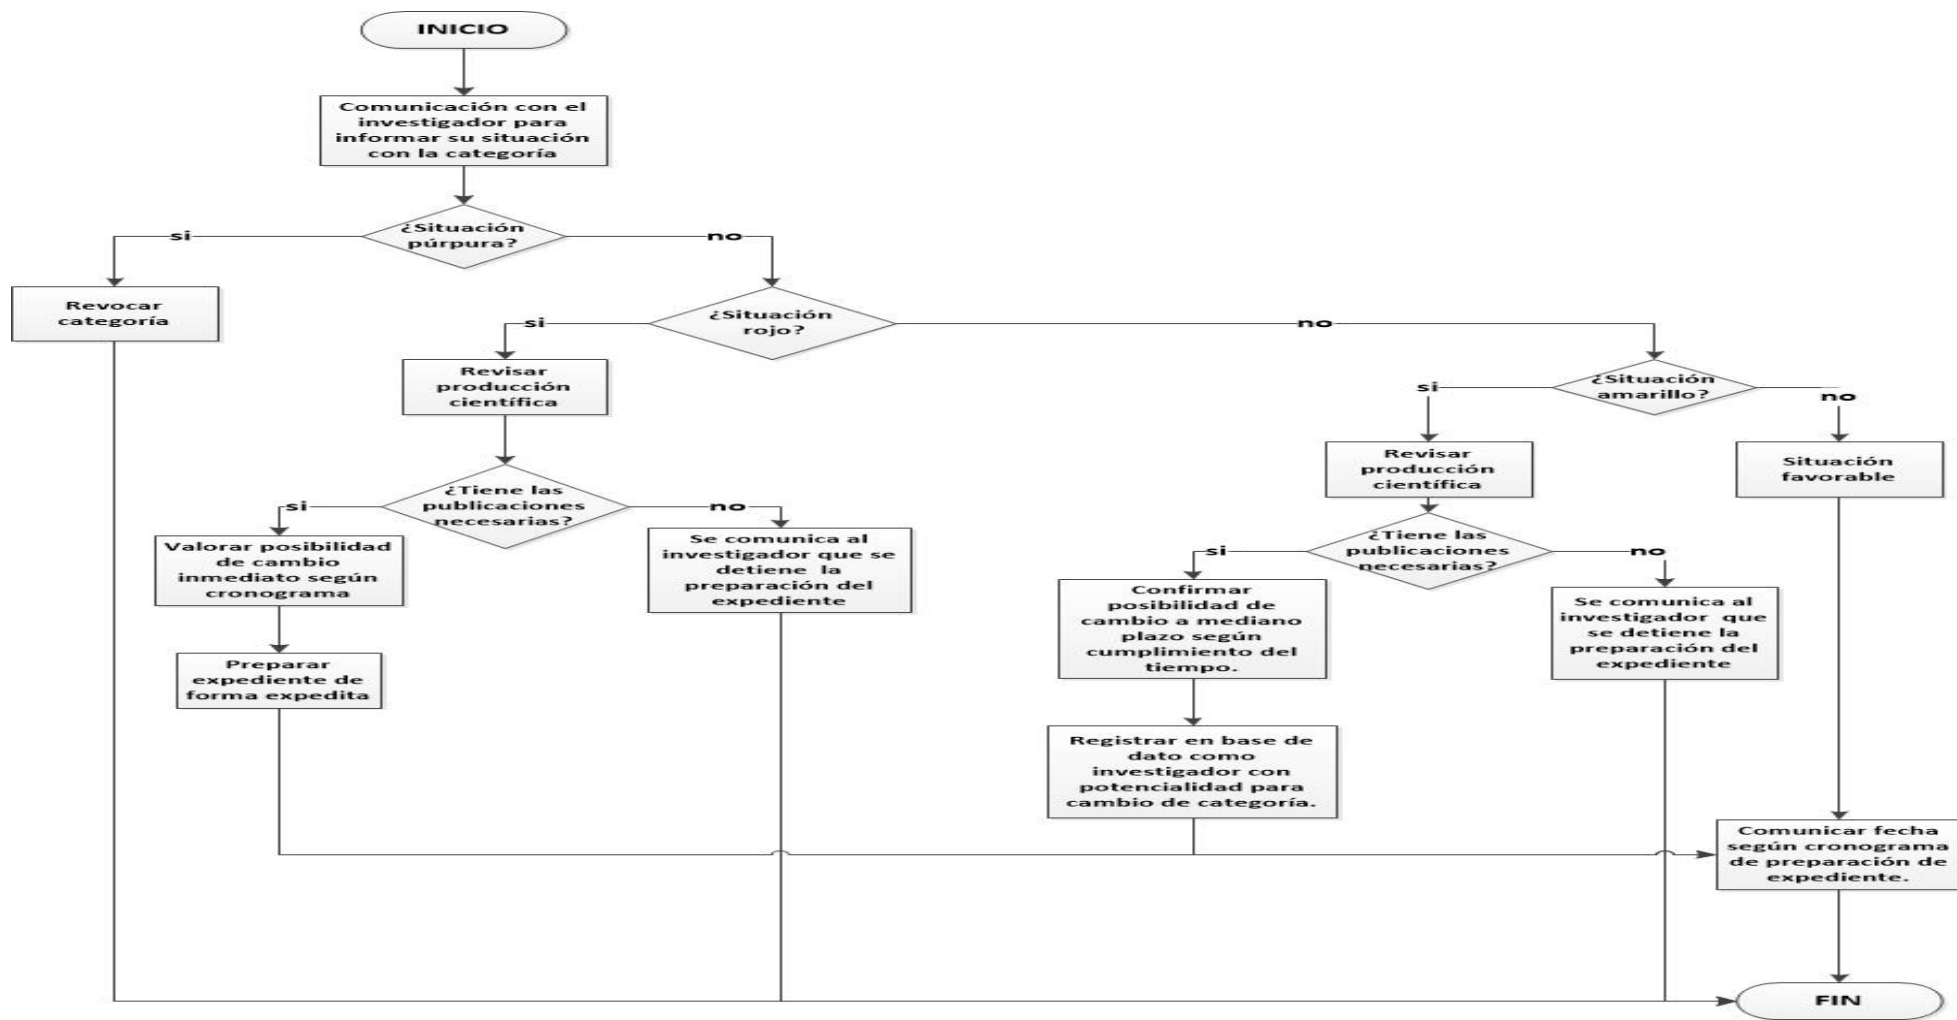 INICIO
Comunicación con el
investigador para
informar su situación
con la categoría
¿Situación
púrpura?
si
no
Revocar
categoría
¿Situación
rojo?
si
no
Revisar
producción
científica
¿Situación
amarillo?
si
no
Revisar
producción
científica
Situación
favorable
¿Tiene las
publicaciones
necesarias?
si
no
Valorar posibilidad
de cambio
inmediato según
cronograma
Se comunica al
investigador que se
detiene la
preparación del
expediente
¿Tiene las
publicaciones
necesarias?
si
no
Confirmar
posibilidad de
cambio a mediano
plazo según
cumplimiento del
tiempo.
Se comunica al
investigador que
se detiene la
preparación del
expediente
Preparar
expediente de
forma expedita
Registrar en base de
dato como
investigador con
potencialidad para
cambio de categoría.
Comunicar fecha
según cronograma
de preparación de
expediente.
FIN